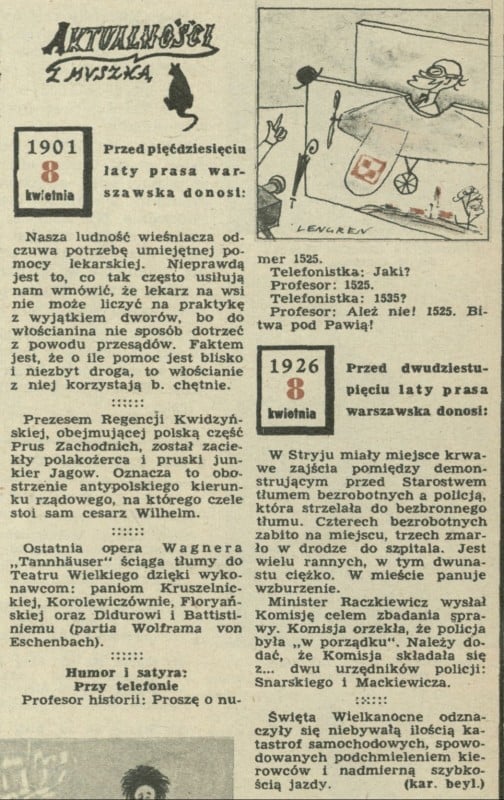 AKTUALNOŚCI
Z MYSZKĄ
1901
8
kwietnia
Przed pięćdziesięciu
laty prasa war-
szawska donosi:
Nasza ludność wieśniacza od-
czuwa potrzebę umiejętnej po-
mocy lekarskiej. Nieprawdą
jest to, co tak często usiłują
nam wmówić, że lekarz na wsi
nie może liczyć na praktykę
z wyjątkiem dworów, bo do
włościanina nie sposób dotrzeć
z powodu przesądów. Faktem
jest, że o ile pomoc jest blisko
i niezbyt droga, to włościanie
z niej korzystają b. chętnie.
Prezesem Regencji Kwidzyń-
skiej, obejmującej polską część
Prus Zachodnich, został zacie-
kły polakożerca i pruski jun-
kier Jagow. Oznacza to obo-
strzenie antypolskiego kierun-
ku rządowego, na którego czele
stoi sam cesarz Wilhelm.
Ostatnia opera Wagnera
„Tannhäuser" ściąga tłumy do
Teatru Wielkiego dzięki wyko-
nawcom: paniom Kruszelnic-
kiej, Korolewiczównie, Floryań-
skiej oraz Didurowi i Battisti-
niemu (partia Wolframa von
Eschenbach).
Humor i satyra:
Przy telefonie
Profesor historii: Proszę o nu-
LENGREN
mer 1525.
Telefonistka: Jaki?
Profesor: 1525.
Telefonistka: 1535?
Profesor: Ależ nie! 1525. Bi-
twa pod Pawią!
1926
8
kwietnia
Przed dwudziestu-
pięciu laty prasa
warszawska donosi:
W Stryju miały miejsce krwa-
we zajścia pomiędzy demon-
strującym przed Starostwem
tłumem bezrobotnych a policją,
która strzelała do bezbronnego
tłumu. Czterech bezrobotnych
zabito na miejscu, trzech zmar-
ło w drodze do szpitala. Jest
wielu rannych, w tym dwuna-
stu ciężko. W mieście panuje
wzburzenie.
Minister Raczkiewicz wysłał
Komisję celem zbadania spra-
wy. Komisja orzekła, że policja
była „w porządku". Należy do-
dać, że Komisja składała się
z... dwu urzędników policji:
Snarskiego i Mackiewicza.
Święta Wielkanocne odzna-
czyły się niebywałą ilością ka-
tastrof samochodowych, spowo-
dowanych podchmieleniem kie-
rowców i nadmierną szybko-
ścią jazdy. (kar. beyl.)